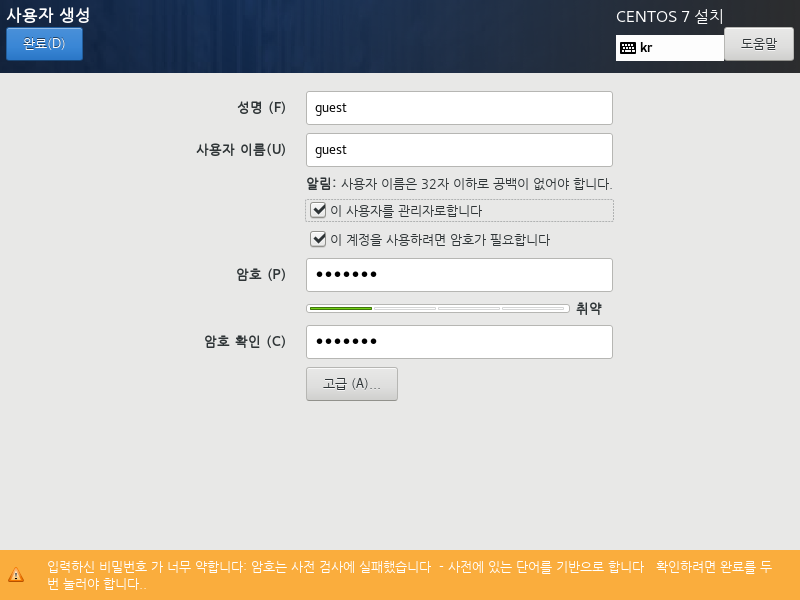 사용자 생성
CENTOS 7 설치
완료(D)
kr
도움말
성명 (F)
guest
사용자 이름(U)
guest
알림: 사용자 이름은 32자 이하로 공백이 없어야 합니다.
이 사용자를 관리자로합니다
이 계정을 사용하려면 암호가 필요합니다
암호 (P)
•••••••
취약
암호 확인 (C)
•••••••
고급 (A)...
입력하신 비밀번호 가 너무 약합니다: 암호는 사전 검사에 실패했습니다 - 사전에 있는 단어를 기반으로 합니다 확인하려면 완료를 두
번 눌러야 합니다..